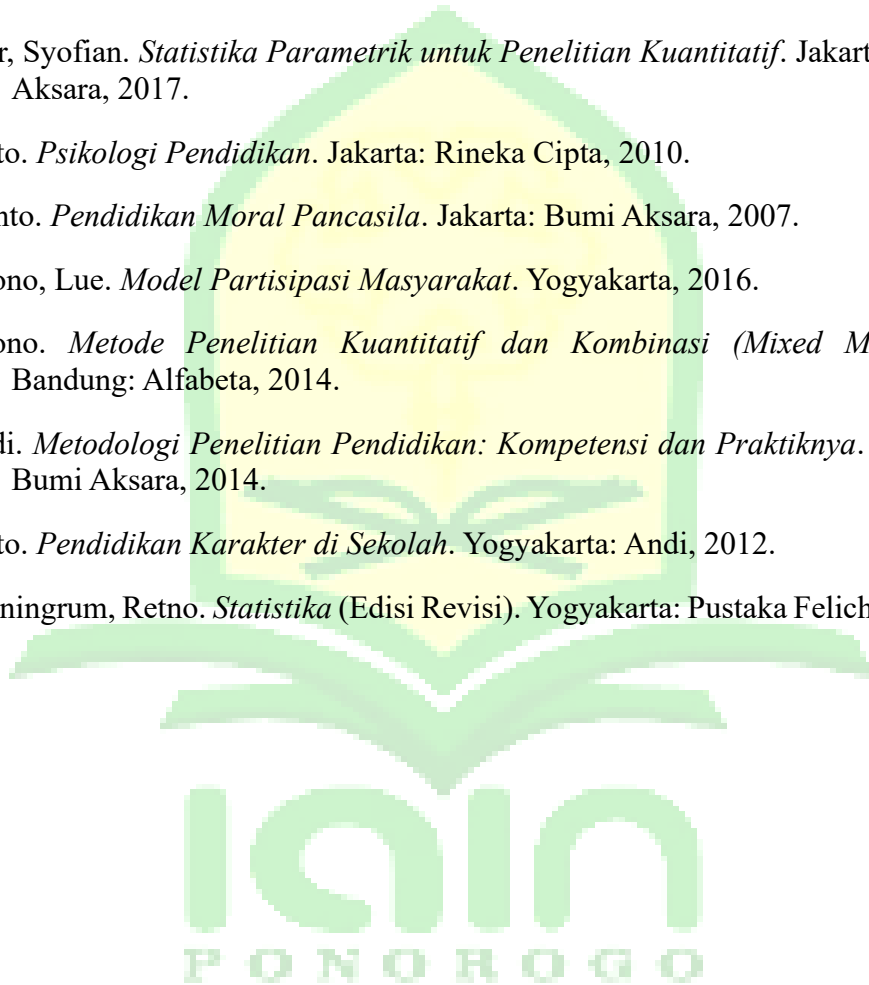 r, Syofian. Statistika Parametrik untuk Penelitian Kuantitatif. Jakart
Aksara, 2017.
to. Psikologi Pendidikan. Jakarta: Rineka Cipta, 2010.
nto. Pendidikan Moral Pancasila. Jakarta: Bumi Aksara, 2007.
ono, Lue. Model Partisipasi Masyarakat. Yogyakarta, 2016.
ono. Metode Penelitian Kuantitatif dan Kombinasi (Mixed M
Bandung: Alfabeta, 2014.
di. Metodologi Penelitian Pendidikan: Kompetensi dan Praktiknya.
Bumi Aksara, 2014.
to. Pendidikan Karakter di Sekolah. Yogyakarta: Andi, 2012.
ningrum, Retno. Statistika (Edisi Revisi). Yogyakarta: Pustaka Felich
iain
PONOROGO